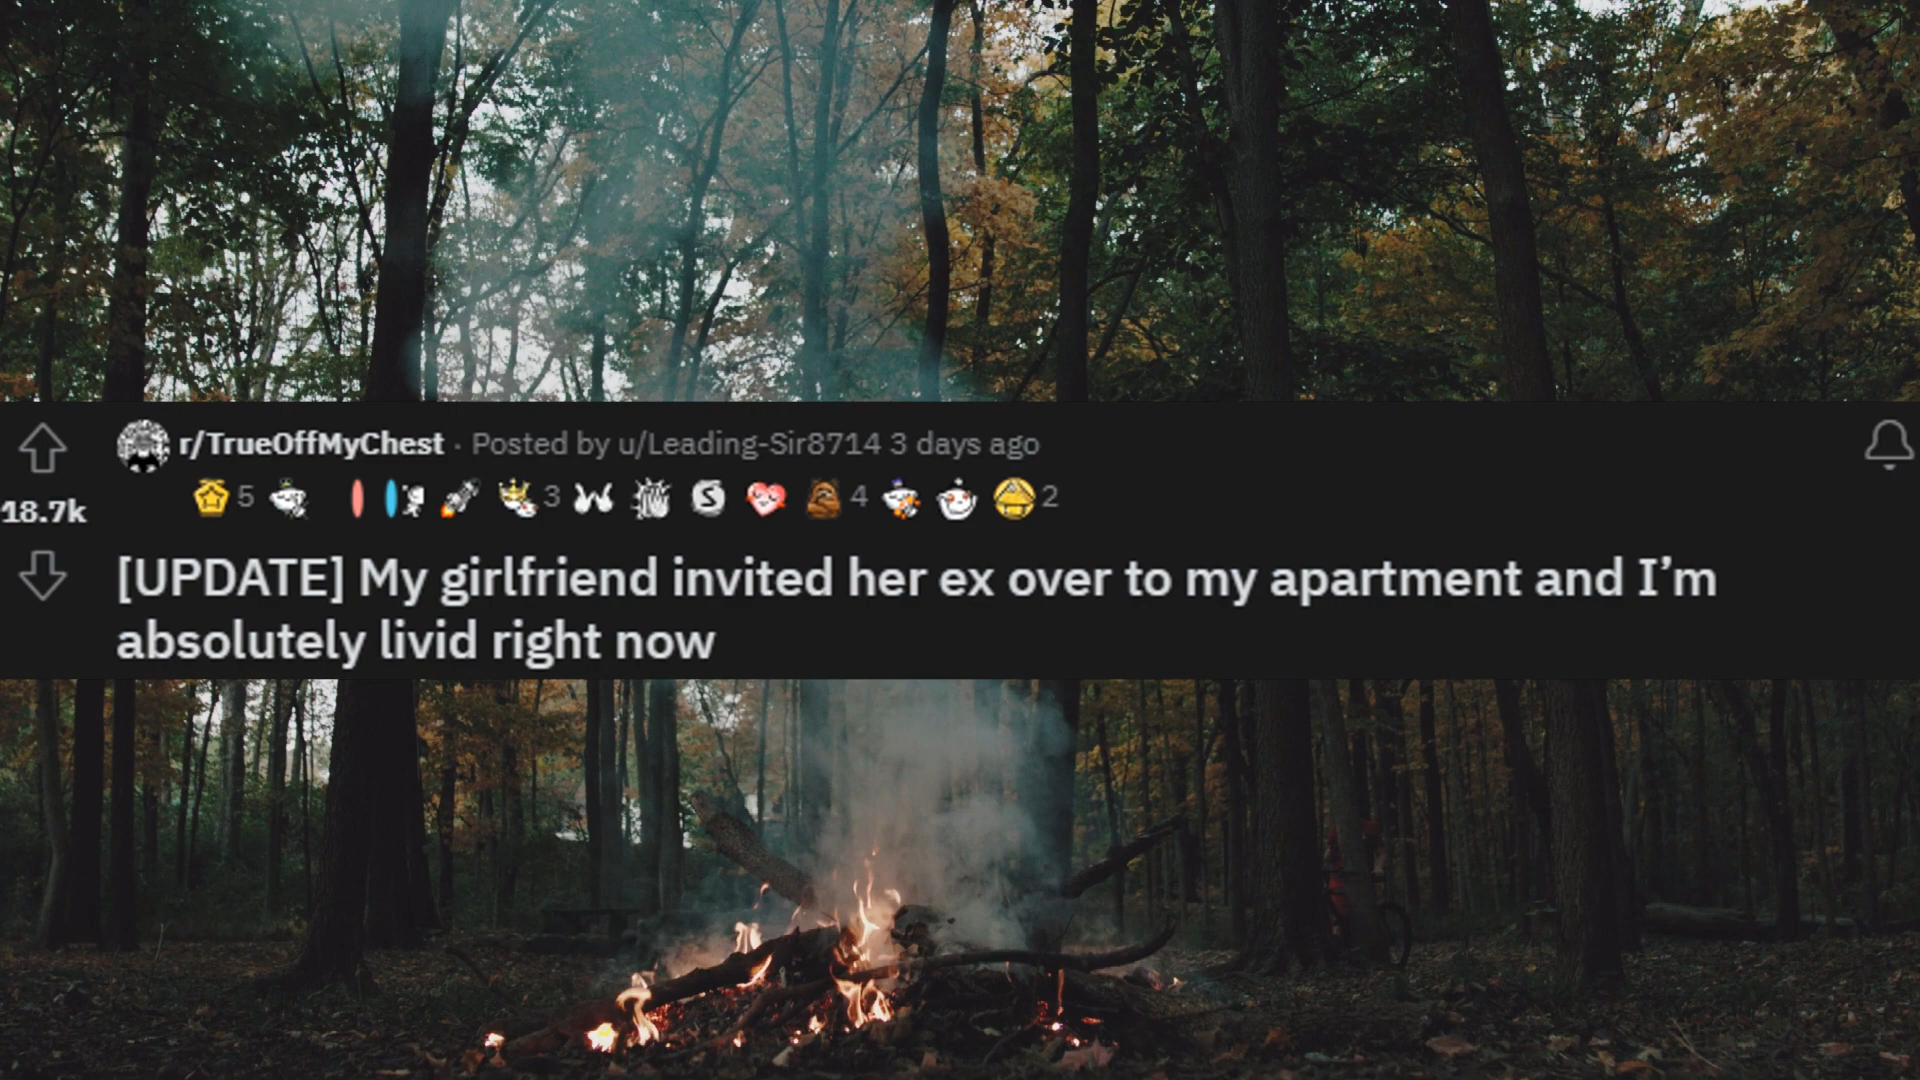 r/TrueOffMyChest · Posted by u/Leading-Sir8714 3 days ago
5 3 S 4 2
18.7k
[UPDATE] My girlfriend invited her ex over to my apartment and I’m
absolutely livid right now